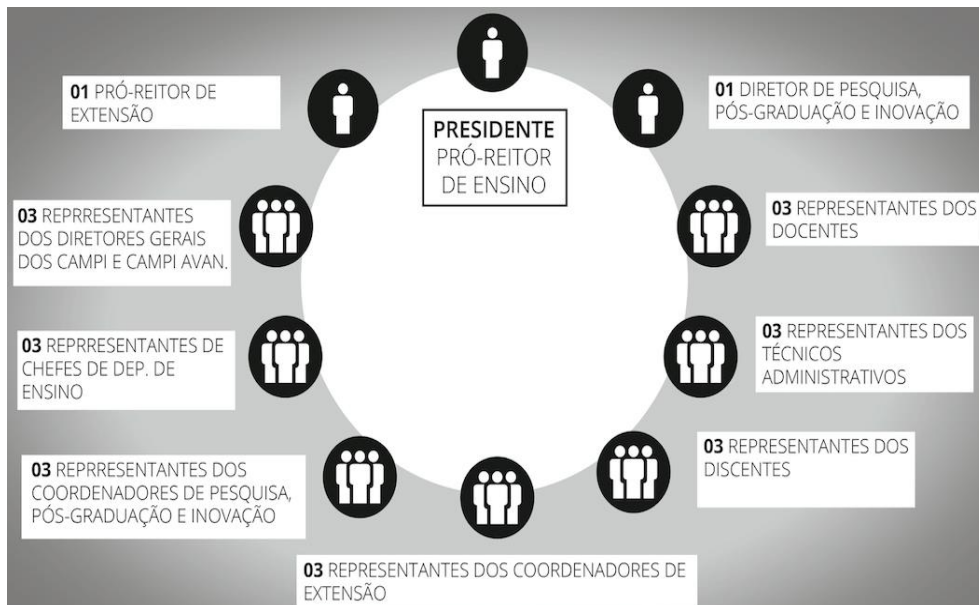 PRESIDENTE
PRÓ-REITOR
DE ENSINO
01 PRÓ-REITOR DE
EXTENSÃO
01 DIRETOR DE PESQUISA,
PÓS-GRADUAÇÃO E INOVAÇÃO
03 REPRRESENTANTES
DOS DIRETORES GERAIS
DOS CAMPI E CAMPI AVAN.
03 REPRESENTANTES DOS
DOCENTES
03 REPRRESENTANTES DE
CHEFES DE DEP. DE
ENSINO
03 REPRESENTANTES DOS
TÉCNICOS
ADMINISTRATIVOS
03 REPRRESENTANTES DOS
COORDENADORES DE PESQUISA,
PÓS-GRADUAÇÃO E INOVAÇÃO
03 REPRESENTANTES DOS
DISCENTES
03 REPRESENTANTES DOS COORDENADORES DE
EXTENSÃO